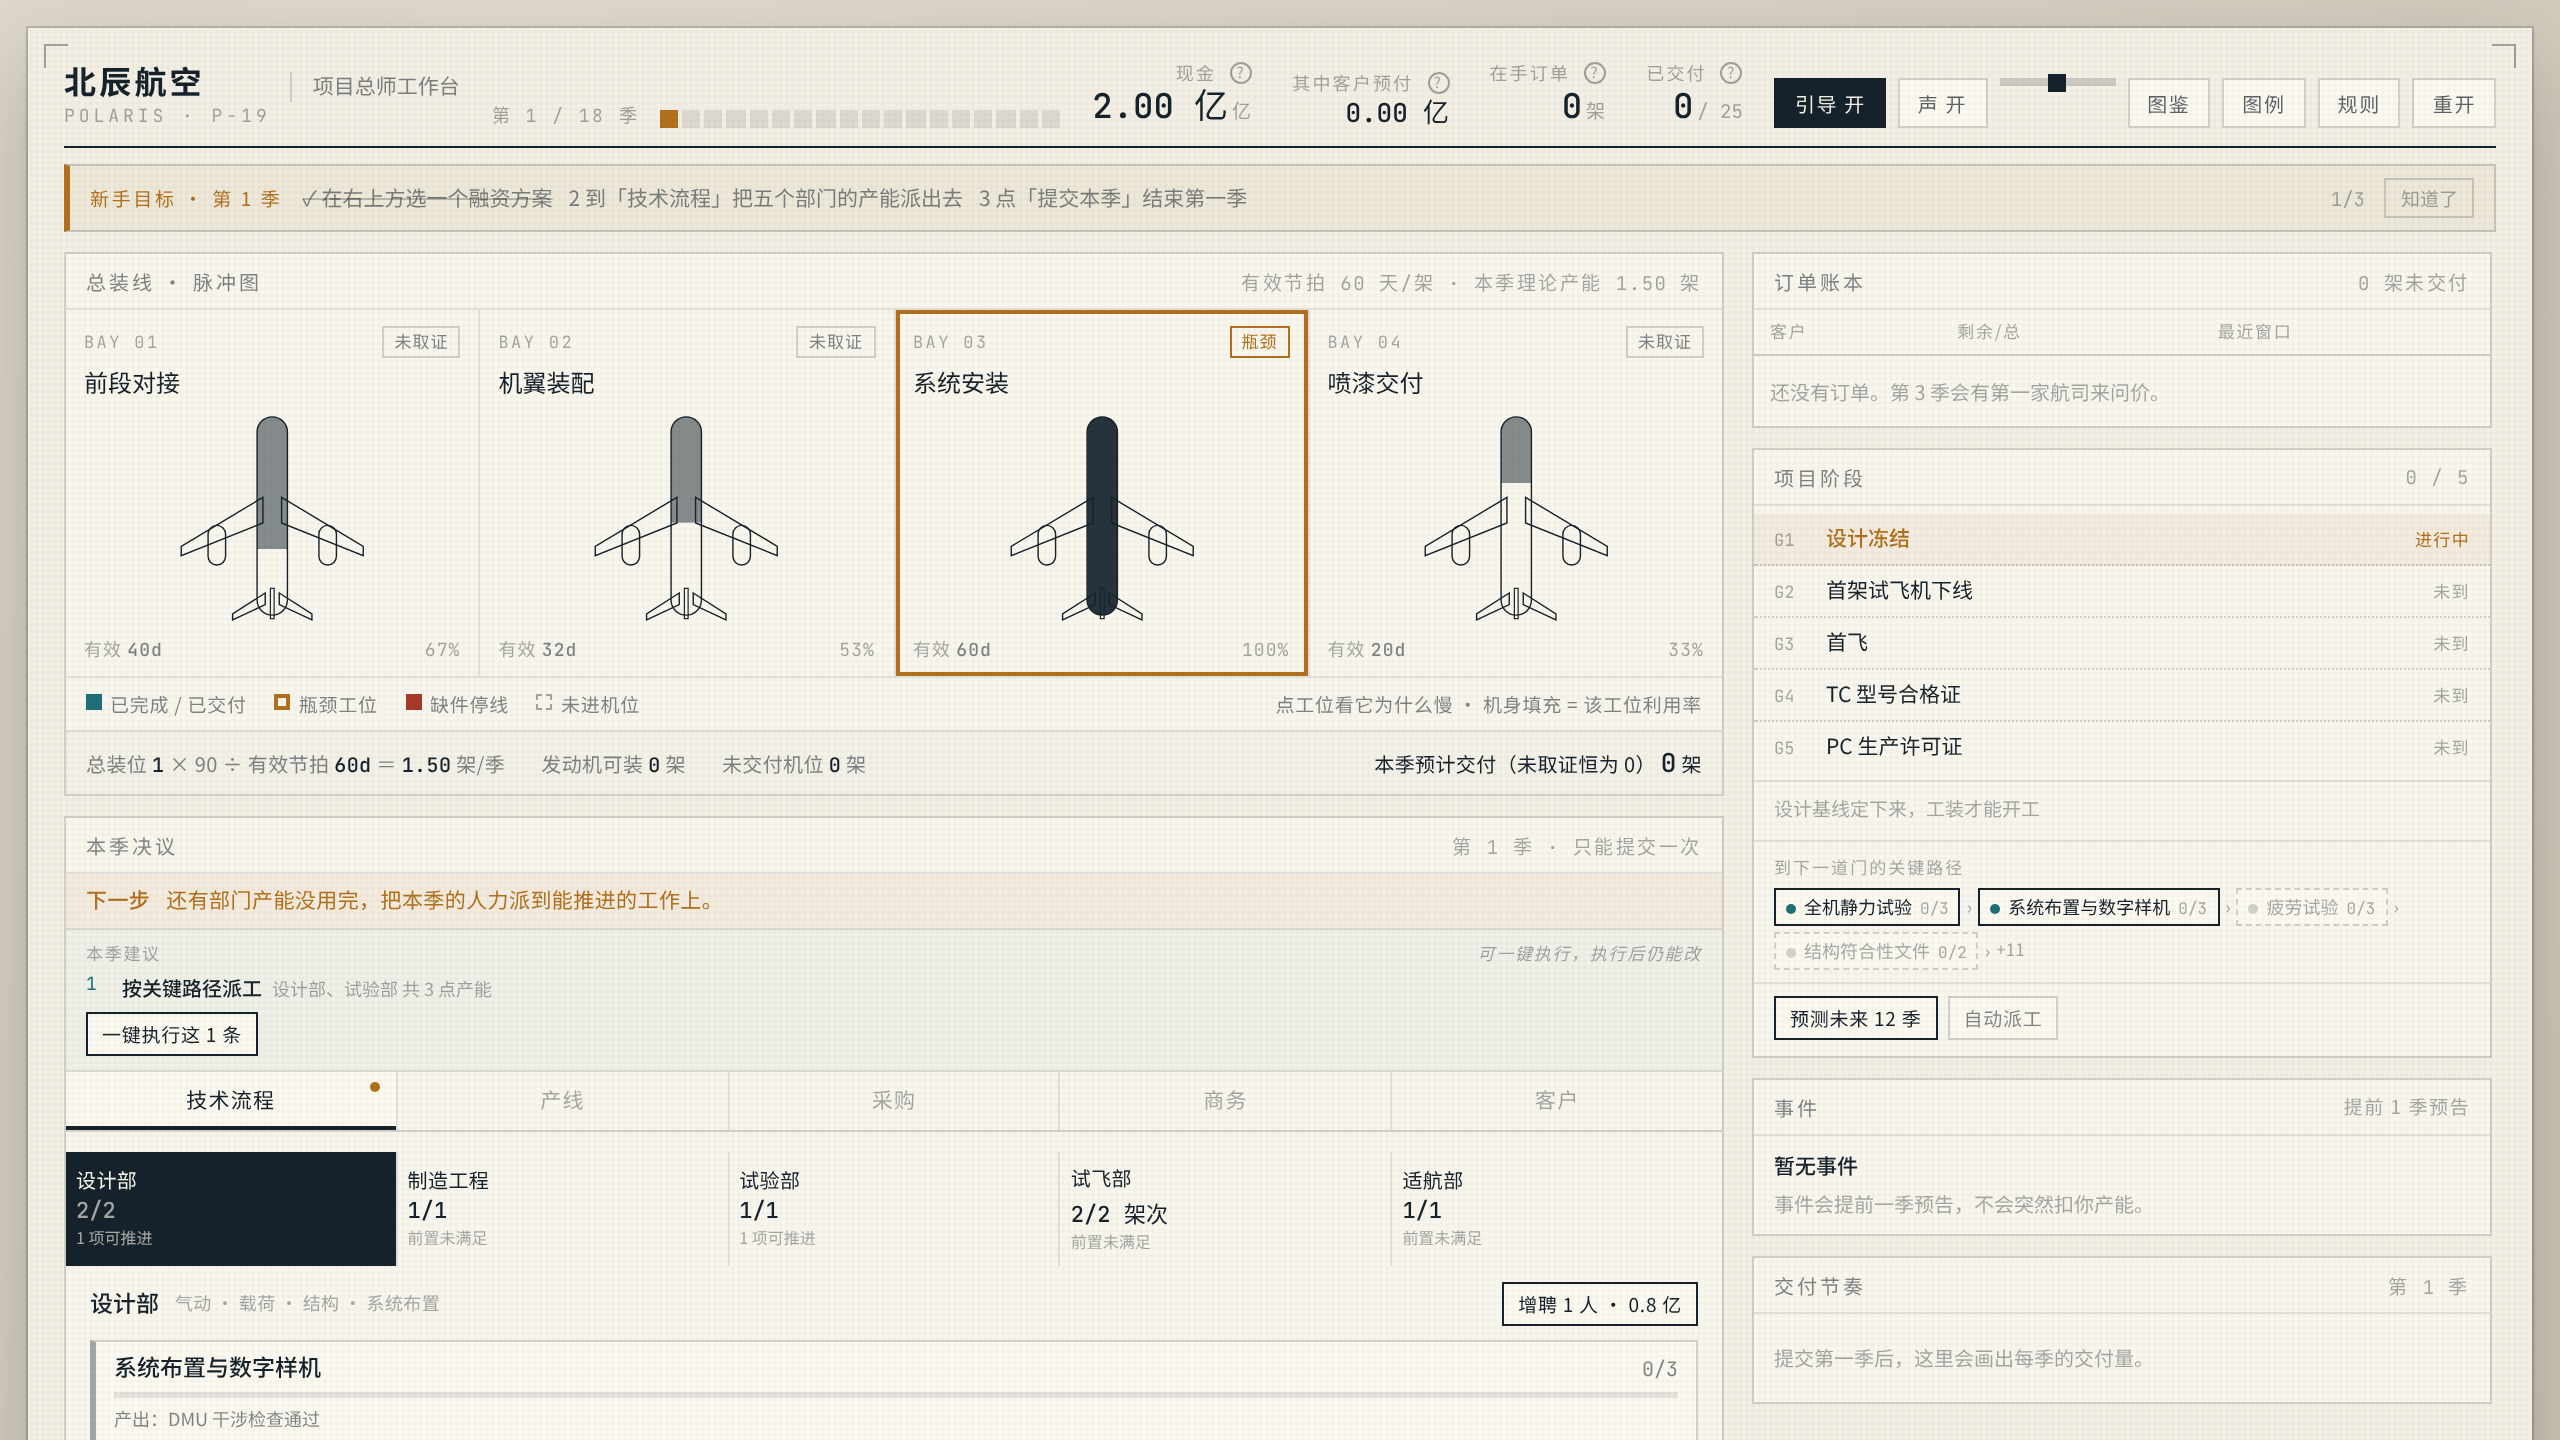 北辰航空
POLARIS · P-19
项目总师工作台
第 1 / 18 季
现金 ?
2.00 亿亿
其中客户预付 ?
0.00 亿
在手订单 ?
0架
已交付 ?
0/ 25
引导 开
声 开
图鉴
图例
规则
重开
新手目标 · 第 1 季 ✓在右上方选一个融资方案 2 到「技术流程」把五个部门的产能派出去 3 点「提交本季」结束第一季
1/3 知道了
总装线 · 脉冲图
有效节拍 60 天/架 · 本季理论产能 1.50 架
BAY 01 未取证
前段对接
有效 40d 67%
BAY 02 未取证
机翼装配
有效 32d 53%
BAY 03 瓶颈
系统安装
有效 60d 100%
BAY 04 未取证
喷漆交付
有效 20d 33%
已完成 / 已交付 瓶颈工位 缺件停线 未进机位
点工位看它为什么慢 · 机身填充 = 该工位利用率
总装位 1 × 90 ÷ 有效节拍 60d = 1.50 架/季 发动机可装 0 架 未交付机位 0 架
本季预计交付（未取证恒为 0） 0 架
本季决议
第 1 季 · 只能提交一次
下一步 还有部门产能没用完，把本季的人力派到能推进的工作上。
本季建议
可一键执行，执行后仍能改
1 按关键路径派工 设计部、试验部 共 3 点产能
一键执行这 1 条
技术流程
产线
采购
商务
客户
设计部
2/2
1 项可推进
制造工程
1/1
前置未满足
试验部
1/1
1 项可推进
试飞部
2/2 架次
前置未满足
适航部
1/1
前置未满足
设计部 气动 · 载荷 · 结构 · 系统布置
增聘 1 人 · 0.8 亿
系统布置与数字样机 0/3
产出：DMU 干涉检查通过
订单账本
0 架未交付
客户 剩余/总 最近窗口
还没有订单。第 3 季会有第一家航司来问价。
项目阶段
0 / 5
G1 设计冻结 进行中
G2 首架试飞机下线 未到
G3 首飞 未到
G4 TC 型号合格证 未到
G5 PC 生产许可证 未到
设计基线定下来，工装才能开工
到下一道门的关键路径
全机静力试验 0/3 › 系统布置与数字样机 0/3 › 疲劳试验 0/3 ›
结构符合性文件 0/2 › +11
预测未来 12 季
自动派工
事件
提前 1 季预告
暂无事件
事件会提前一季预告，不会突然扣你产能。
交付节奏
第 1 季
提交第一季后，这里会画出每季的交付量。